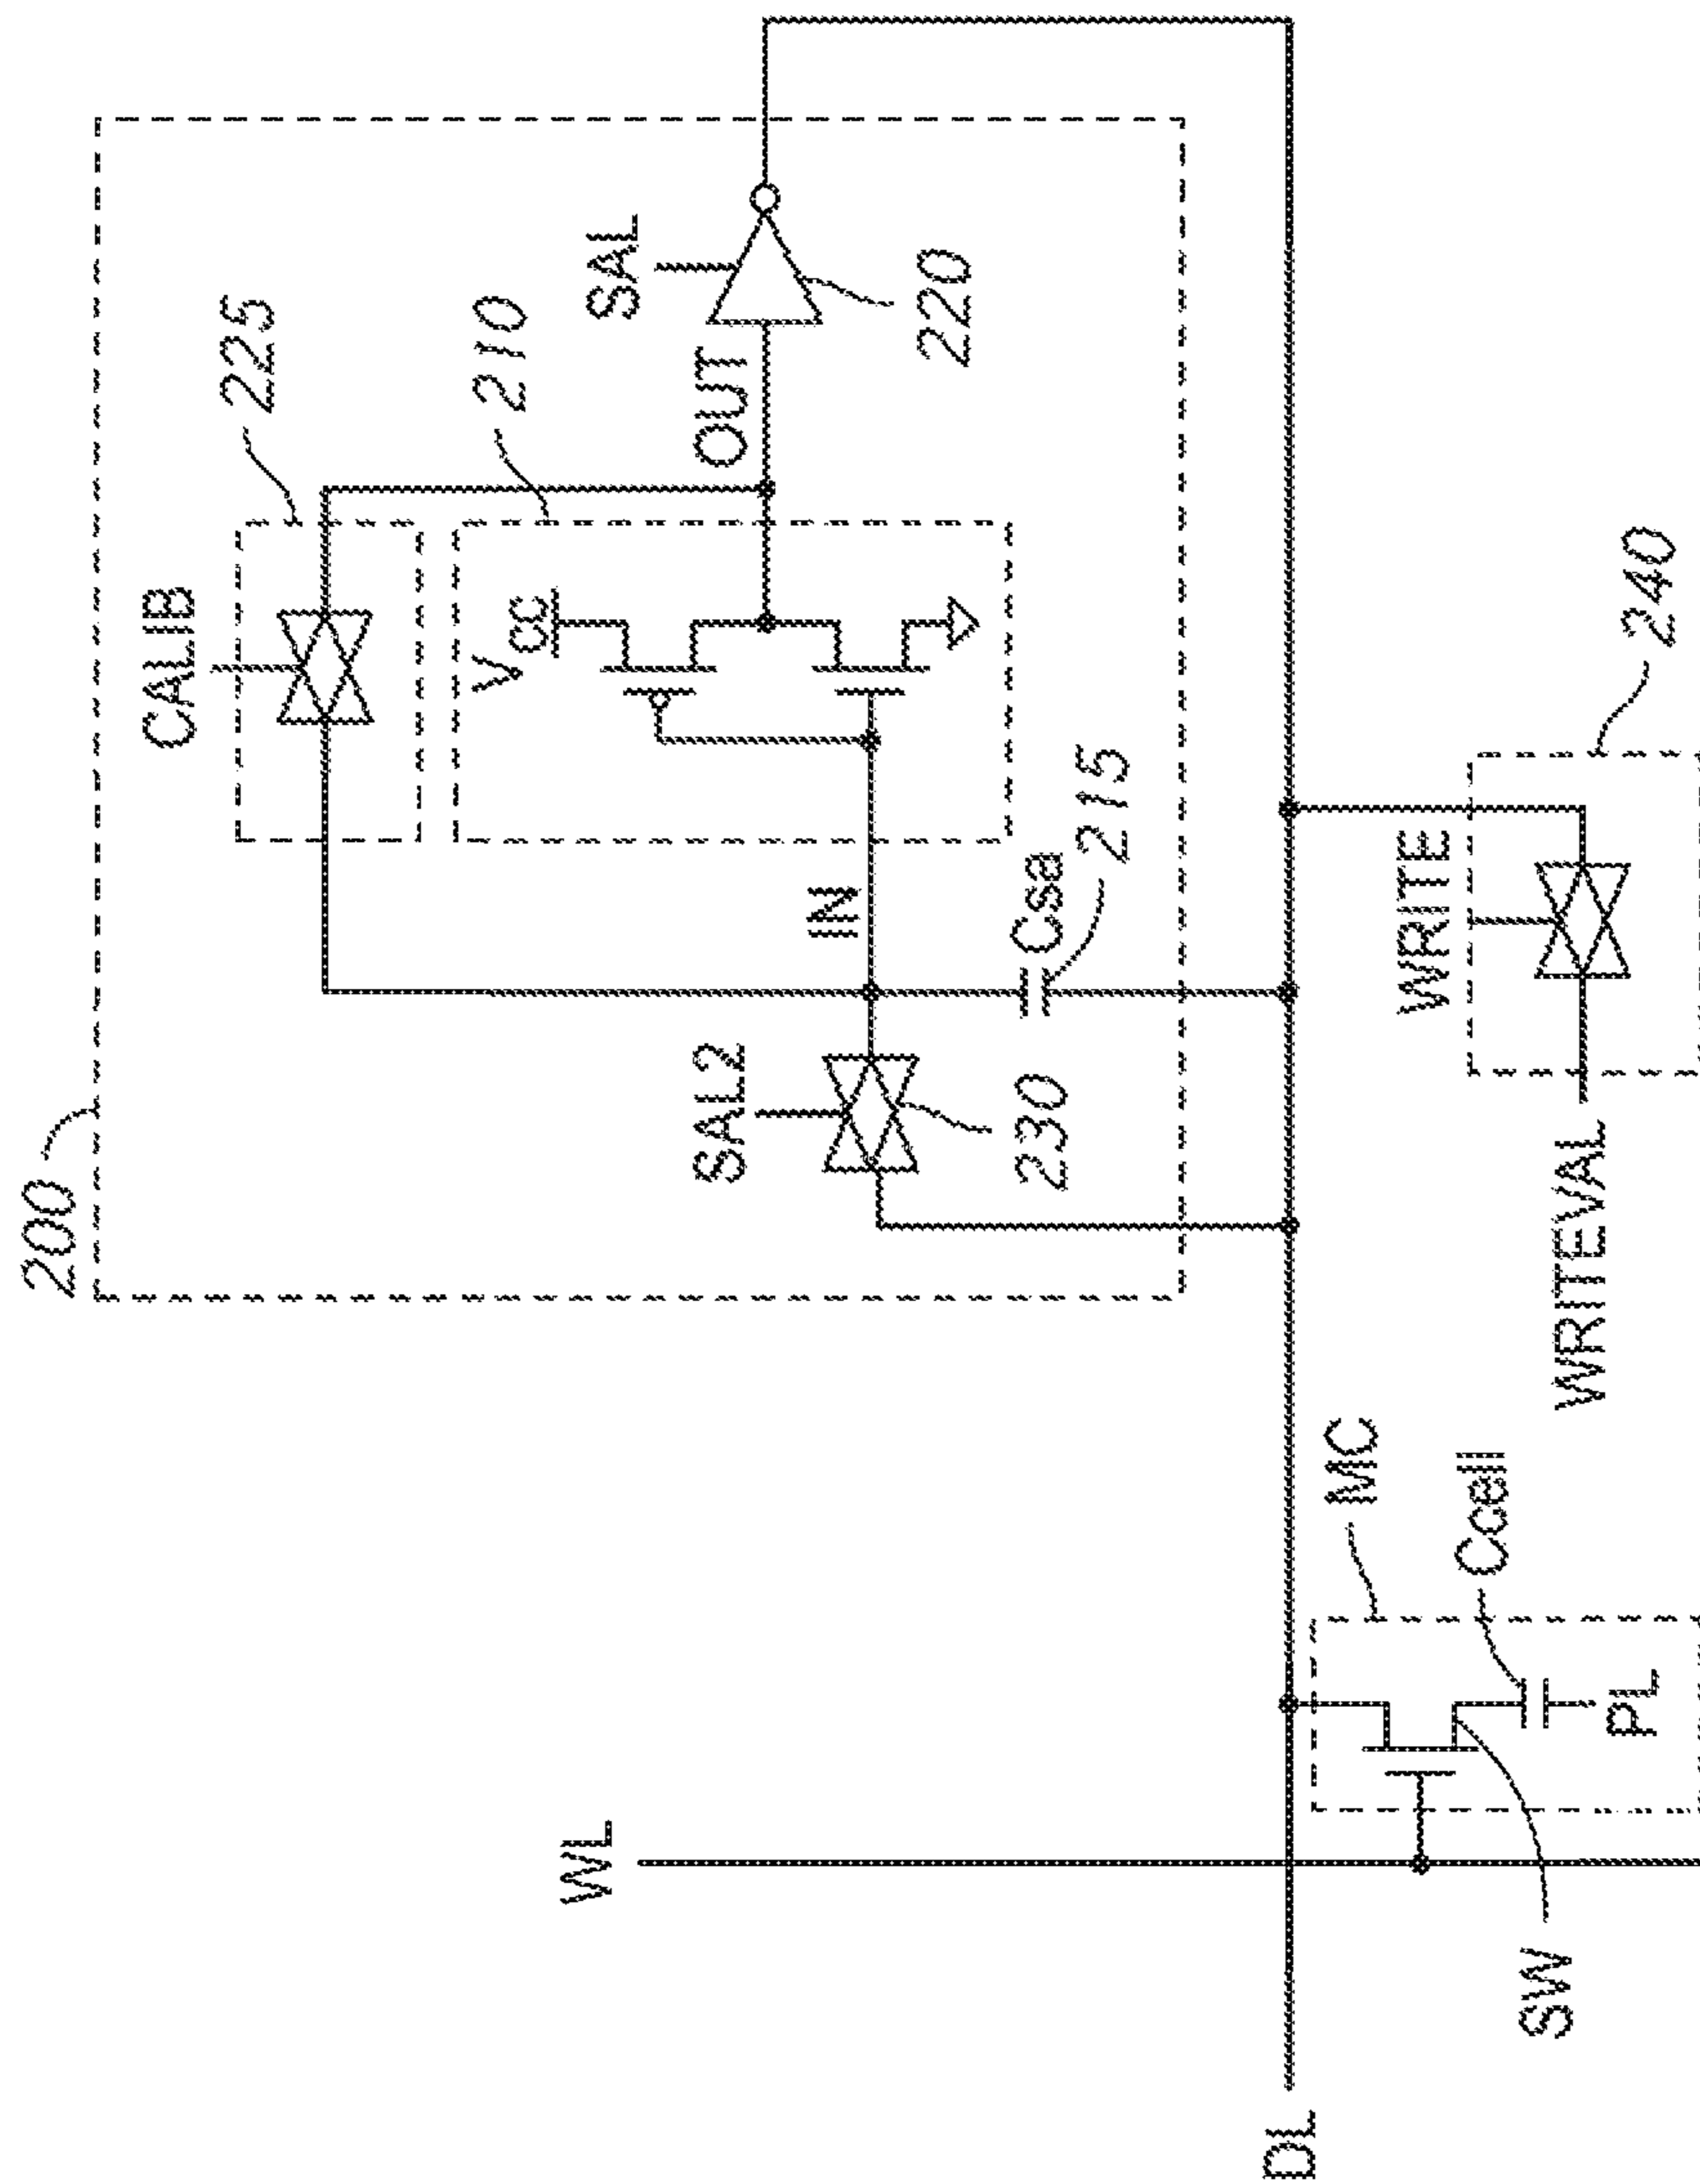 200
CALIB
225
210
Vcc
SAL
OUT
220
IN
Csa
215
SAL2
230
WRITE
240
WRITEVAL
WL
MC
Ccell
PL
SW
DL